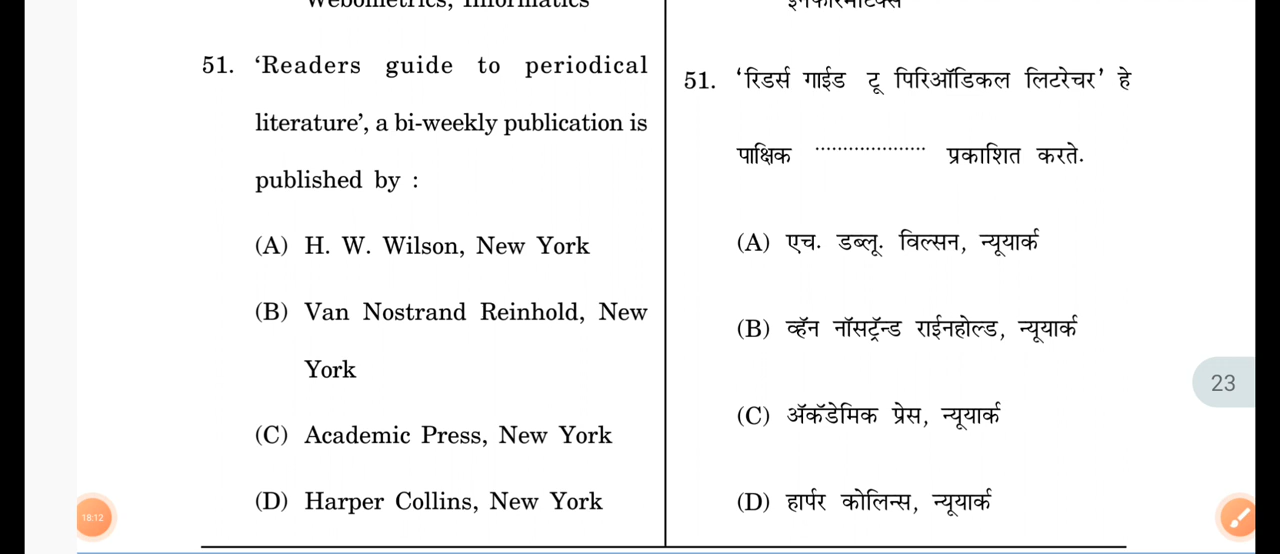 51. ‘Readers guide to periodical
literature’, a bi-weekly publication is
published by :
(A) H. W. Wilson, New York
(B) Van Nostrand Reinhold, New
York
(C) Academic Press, New York
(D) Harper Collins, New York
51. ‘रिडर्स गाईड टू पिरिऑडिकल लिटरेचर’ हे
पाक्षिक .................... प्रकाशित करते.
(A) एच. डब्लू. विल्सन, न्यूयार्क
(B) व्हॅन नॉसट्रॅन्ड राईनहोल्ड, न्यूयार्क
(C) ॲकॅडेमिक प्रेस, न्यूयार्क
(D) हार्पर कोलिन्स, न्यूयार्क
23
18:12